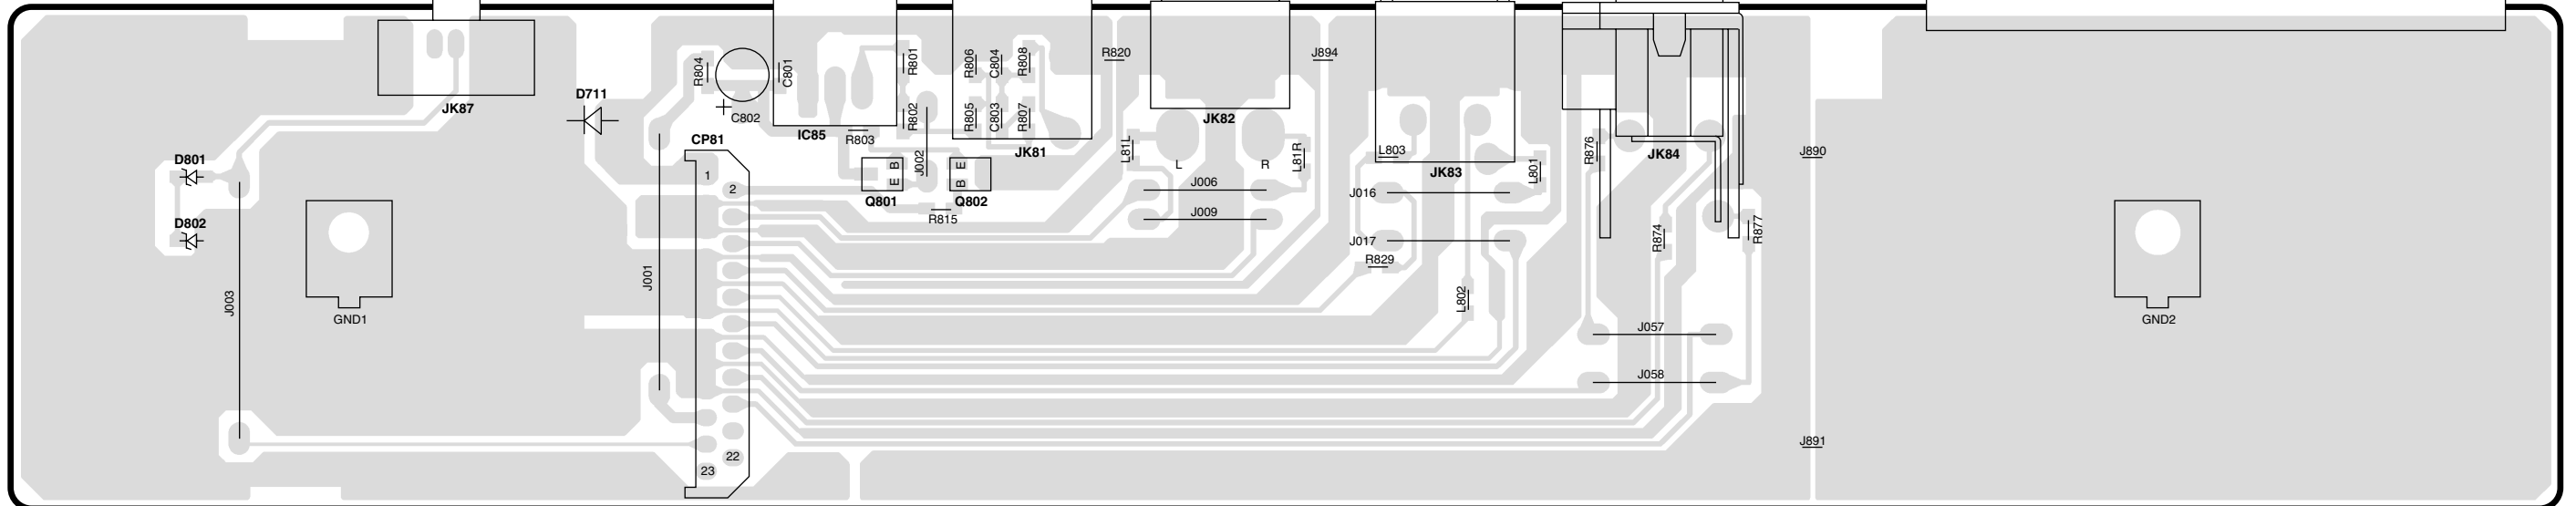 JK87
D711
R804
C801
C802
CP81
IC85
R801
R802
R803
R806
C804
R808
R805
C803
R807
JK81
R820
J894
JK82
L81L
L
R
L81R
L803
JK83
L801
R876
JK84
J890
D801
D802
J003
GND1
J001
1
2
B
E
J002
E
B
Q801
Q802
R815
J006
J009
J016
J017
R829
L802
R874
R877
J057
J058
GND2
J891
22
23